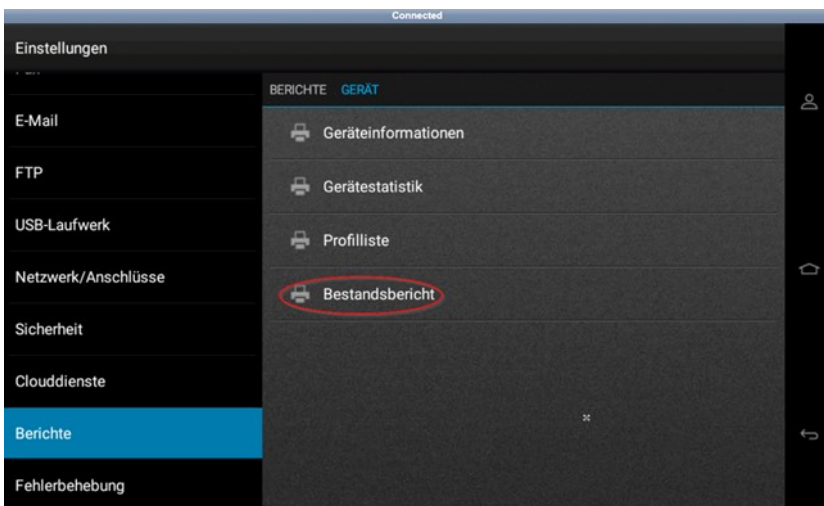 Connected
Einstellungen
E-Mail
FTP
USB-Laufwerk
Netzwerk/Anschlüsse
Sicherheit
Clouddienste
Berichte
Fehlerbehebung
BERICHTE GERÄT
Geräteinformationen
Gerätestatistik
Profilliste
Bestandsbericht